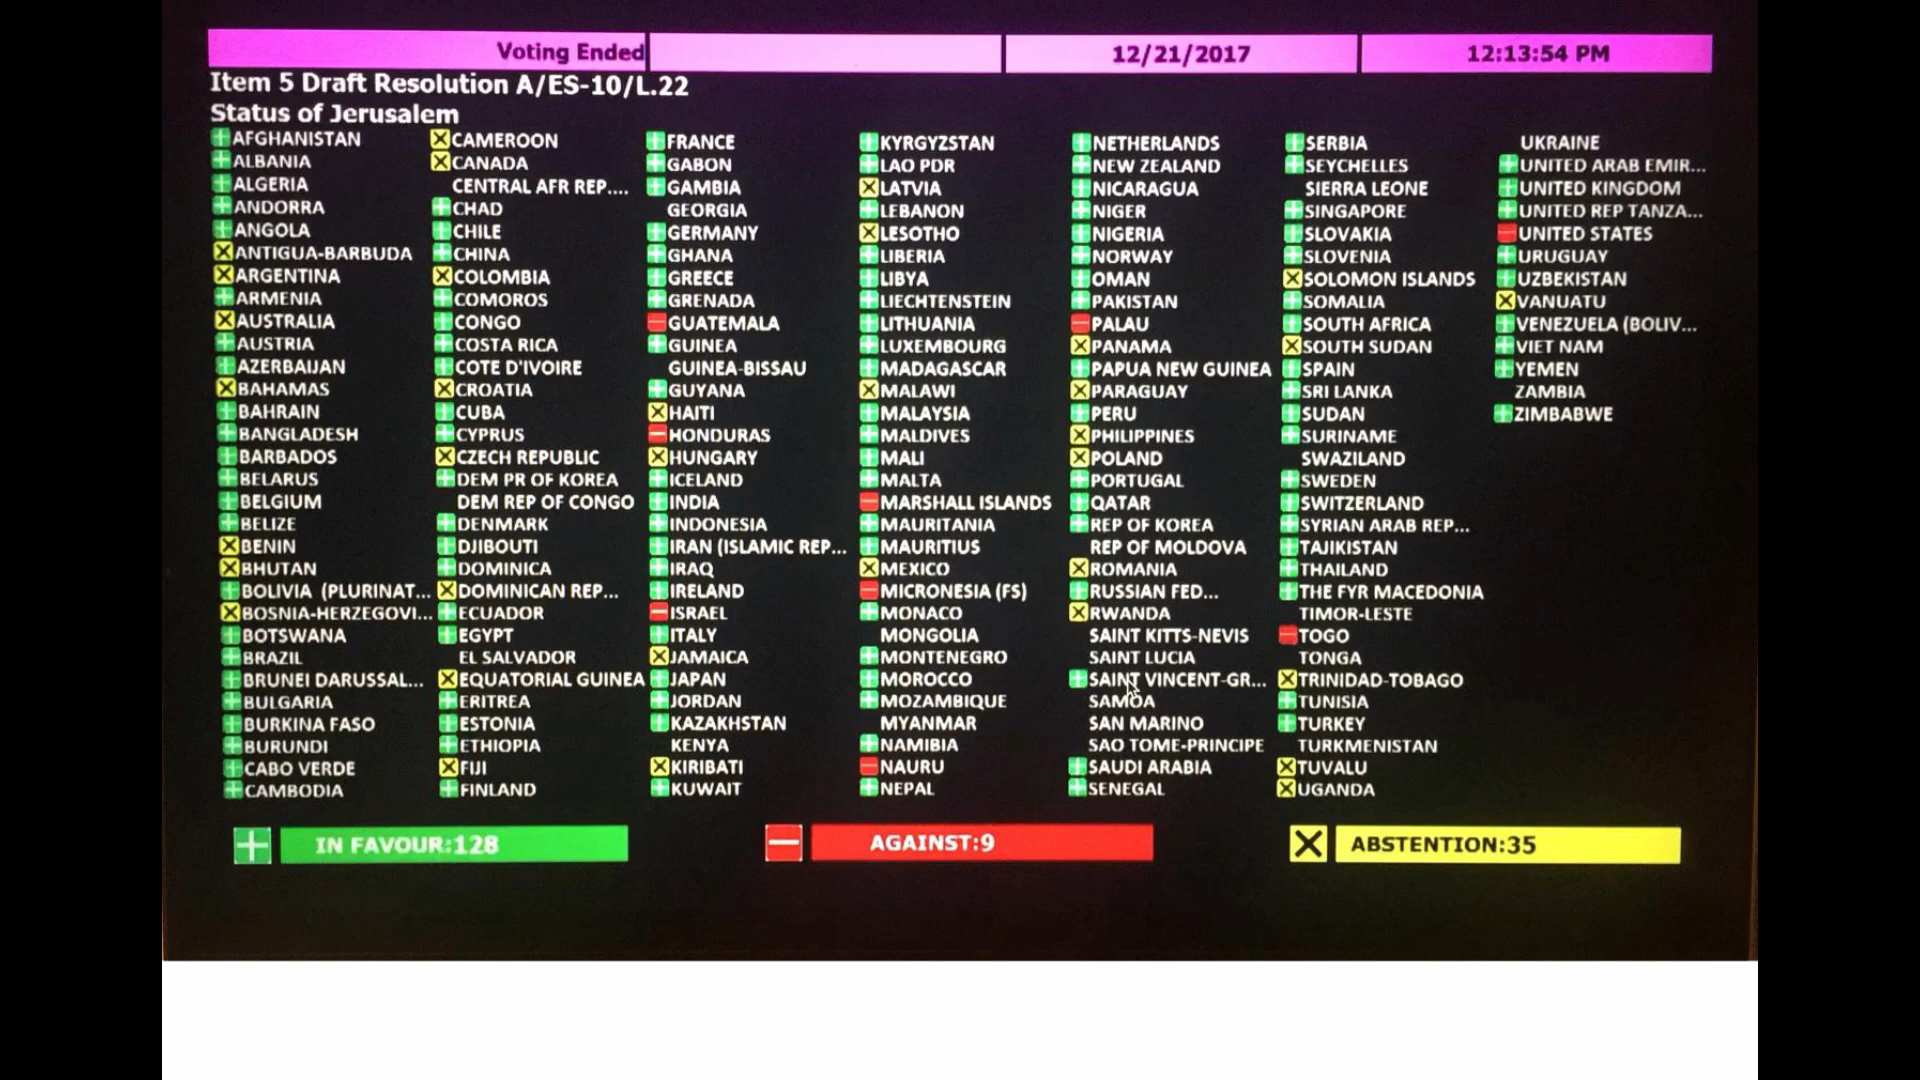 Voting Ended 12/21/2017 12:13:54 PM
Item 5 Draft Resolution A/ES-10/L.22
Status of Jerusalem
AFGHANISTAN
ALBANIA
ALGERIA
ANDORRA
ANGOLA
ANTIGUA-BARBUDA
ARGENTINA
ARMENIA
AUSTRALIA
AUSTRIA
AZERBAIJAN
BAHAMAS
BAHRAIN
BANGLADESH
BARBADOS
BELARUS
BELGIUM
BELIZE
BENIN
BHUTAN
BOLIVIA (PLURINAT...
BOSNIA-HERZEGOVI...
BOTSWANA
BRAZIL
BRUNEI DARUSSAL...
BULGARIA
BURKINA FASO
BURUNDI
CABO VERDE
CAMBODIA
CAMEROON
CANADA
CENTRAL AFR REP....
CHAD
CHILE
CHINA
COLOMBIA
COMOROS
CONGO
COSTA RICA
COTE D'IVOIRE
CROATIA
CUBA
CYPRUS
CZECH REPUBLIC
DEM PR OF KOREA
DEM REP OF CONGO
DENMARK
DJIBOUTI
DOMINICA
DOMINICAN REP...
ECUADOR
EGYPT
EL SALVADOR
EQUATORIAL GUINEA
ERITREA
ESTONIA
ETHIOPIA
FIJI
FINLAND
FRANCE
GABON
GAMBIA
GEORGIA
GERMANY
GHANA
GREECE
GRENADA
GUATEMALA
GUINEA
GUINEA-BISSAU
GUYANA
HAITI
HONDURAS
HUNGARY
ICELAND
INDIA
INDONESIA
IRAN (ISLAMIC REP...
IRAQ
IRELAND
ISRAEL
ITALY
JAMAICA
JAPAN
JORDAN
KAZAKHSTAN
KENYA
KIRIBATI
KUWAIT
KYRGYZSTAN
LAO PDR
LATVIA
LEBANON
LESOTHO
LIBERIA
LIBYA
LIECHTENSTEIN
LITHUANIA
LUXEMBOURG
MADAGASCAR
MALAWI
MALAYSIA
MALDIVES
MALI
MALTA
MARSHALL ISLANDS
MAURITANIA
MAURITIUS
MEXICO
MICRONESIA (FS)
MONACO
MONGOLIA
MONTENEGRO
MOROCCO
MOZAMBIQUE
MYANMAR
NAMIBIA
NAURU
NEPAL
NETHERLANDS
NEW ZEALAND
NICARAGUA
NIGER
NIGERIA
NORWAY
OMAN
PAKISTAN
PALAU
PANAMA
PAPUA NEW GUINEA
PARAGUAY
PERU
PHILIPPINES
POLAND
PORTUGAL
QATAR
REP OF KOREA
REP OF MOLDOVA
ROMANIA
RUSSIAN FED...
RWANDA
SAINT KITTS-NEVIS
SAINT LUCIA
SAINT VINCENT-GR...
SAMOA
SAN MARINO
SAO TOME-PRINCIPE
SAUDI ARABIA
SENEGAL
SERBIA
SEYCHELLES
SIERRA LEONE
SINGAPORE
SLOVAKIA
SLOVENIA
SOLOMON ISLANDS
SOMALIA
SOUTH AFRICA
SOUTH SUDAN
SPAIN
SRI LANKA
SUDAN
SURINAME
SWAZILAND
SWEDEN
SWITZERLAND
SYRIAN ARAB REP...
TAJIKISTAN
THAILAND
THE FYR MACEDONIA
TIMOR-LESTE
TOGO
TONGA
TRINIDAD-TOBAGO
TUNISIA
TURKEY
TURKMENISTAN
TUVALU
UGANDA
UKRAINE
UNITED ARAB EMIR...
UNITED KINGDOM
UNITED REP TANZA...
UNITED STATES
URUGUAY
UZBEKISTAN
VANUATU
VENEZUELA (BOLIV...
VIET NAM
YEMEN
ZAMBIA
ZIMBABWE
IN FAVOUR:128
AGAINST:9
ABSTENTION:35